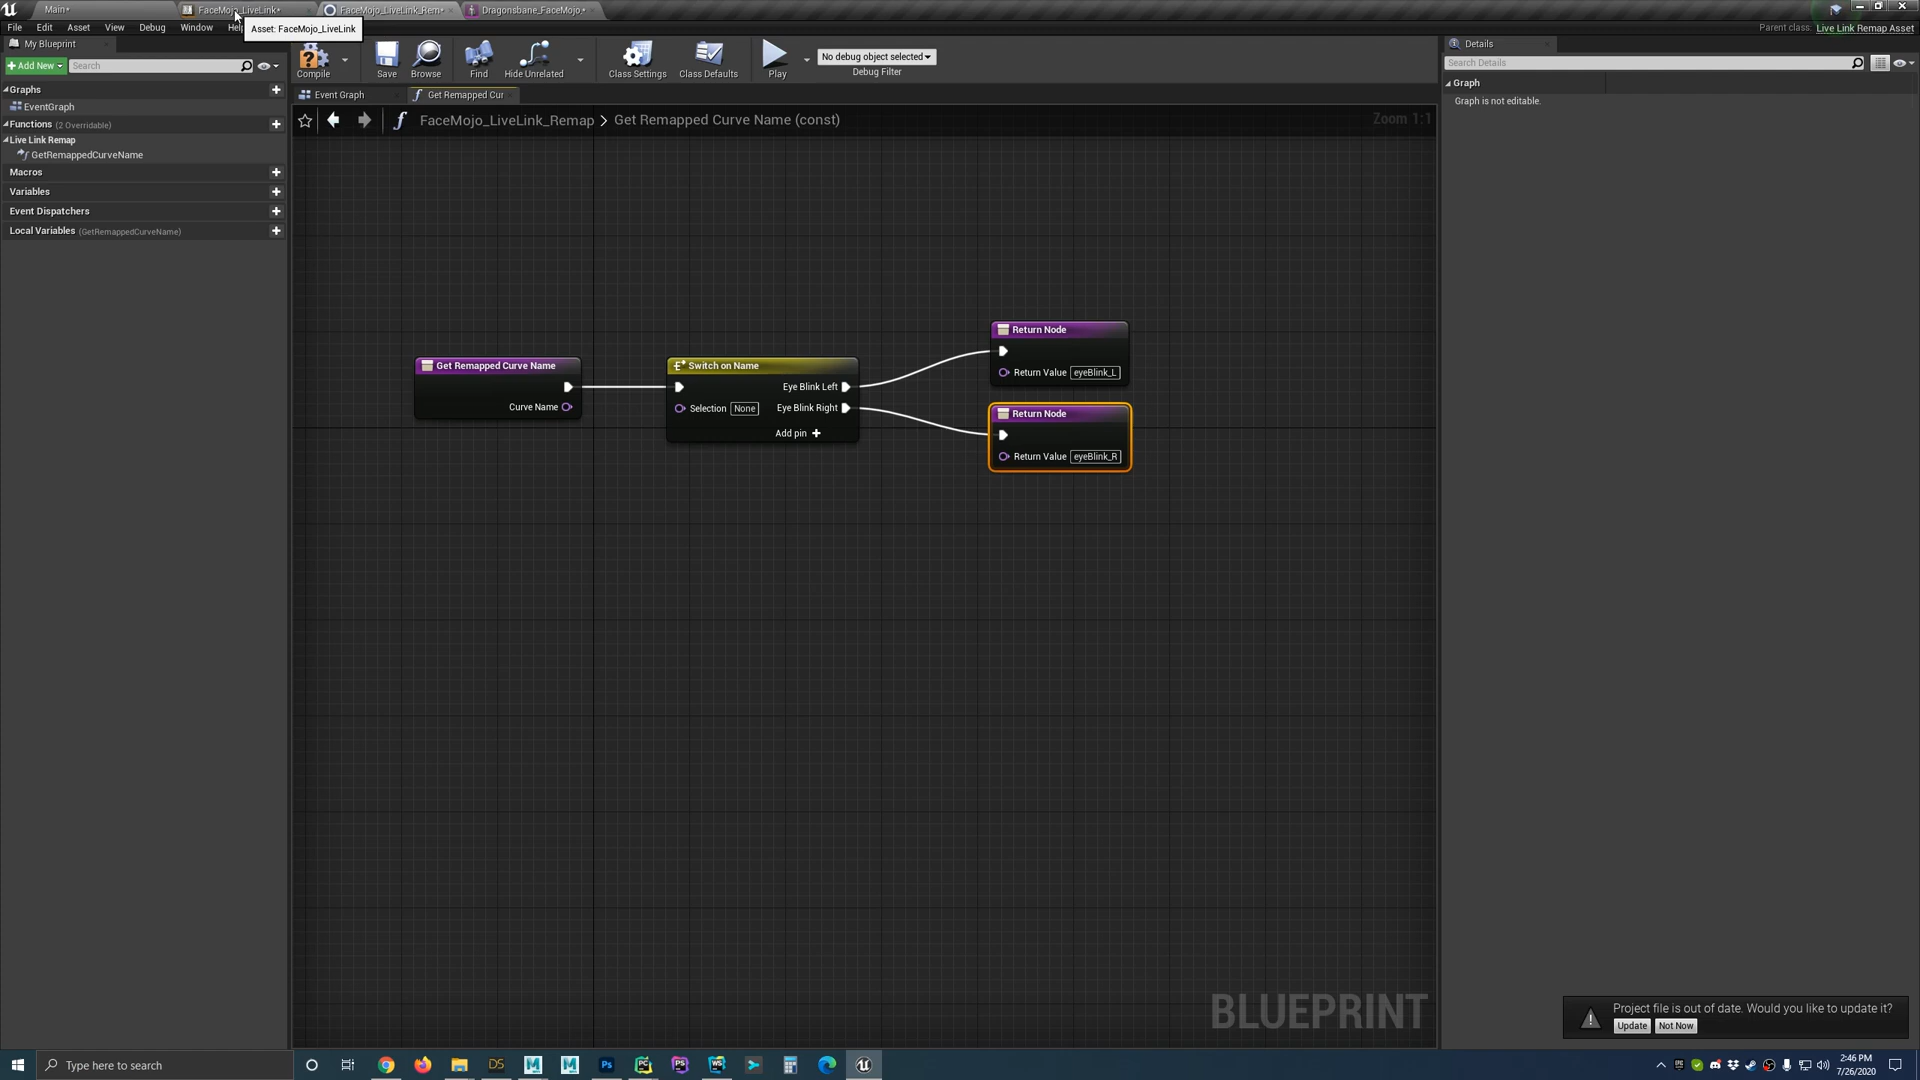 Main*
FaceMojo_LiveLink*
FaceMojo_LiveLink_Rem*
Dragonsbane_FaceMojo*
File Edit Asset View Debug Window Help
Asset: FaceMojo_LiveLink
Parent class: Live Link Remap Asset
My Blueprint
Add New
Search
Compile
Save
Browse
Find
Hide Unrelated
Class Settings
Class Defaults
Play
No debug object selected
Debug Filter
Details
Search Details
Graph
Graph is not editable.
Graphs
EventGraph
Functions (2 Overridable)
Live Link Remap
GetRemappedCurveName
Macros
Variables
Event Dispatchers
Local Variables (GetRemappedCurveName)
Event Graph
Get Remapped Cur
FaceMojo_LiveLink_Remap > Get Remapped Curve Name (const)
Zoom 1:1
Get Remapped Curve Name
Curve Name
Switch on Name
Eye Blink Left
Selection None
Eye Blink Right
Add pin
Return Node
Return Value eyeBlink_L
Return Node
Return Value eyeBlink_R
BLUEPRINT
Project file is out of date. Would you like to update it?
Update
Not Now
Type here to search
2:46 PM
7/26/2020